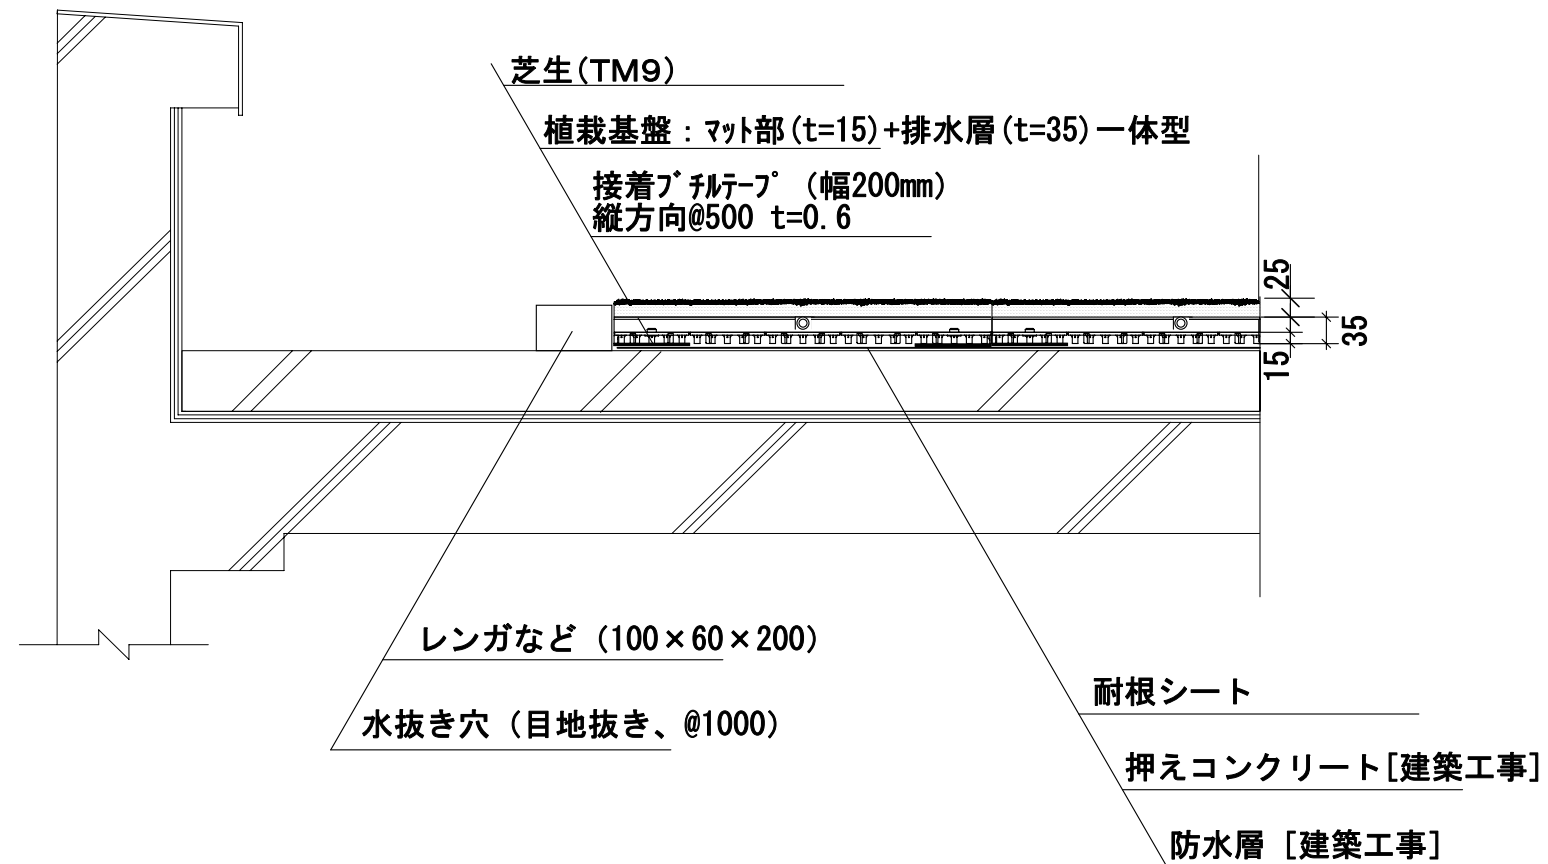 芝生(TM9)
植栽基盤：ﾏｯﾄ部(t=15)+排水層(t=35)一体型
接着ﾌﾞﾁﾙﾃｰﾌﾟ（幅200mm）
縦方向@500 t=0.6
25
35
15
レンガなど（100×60×200）
水抜き穴（目地抜き、@1000）
耐根シート
押えコンクリート[建築工事]
防水層 [建築工事]